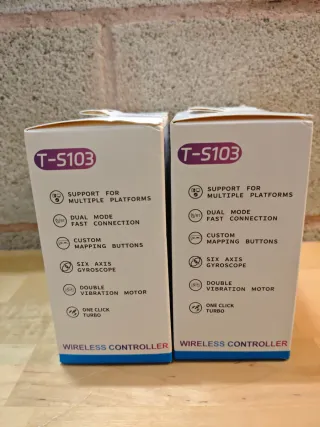 T-S103
SUPPORT FOR
MULTIPLE PLATFORMS
DUAL MODE
FAST CONNECTION
CUSTOM
MAPPING BUTTONS
SIX AXIS
GYROSCOPE
DOUBLE
VIBRATION MOTOR
ONE CLICK
TURBO
WIRELESS CONTROLLER
T-S103
SUPPORT FOR
MULTIPLE PLATFORMS
DUAL MODE
FAST CONNECTION
CUSTOM
MAPPING BUTTONS
SIX AXIS
GYROSCOPE
DOUBLE
VIBRATION MOTOR
ONE CLICK
TURBO
WIRELESS CONTROLLER